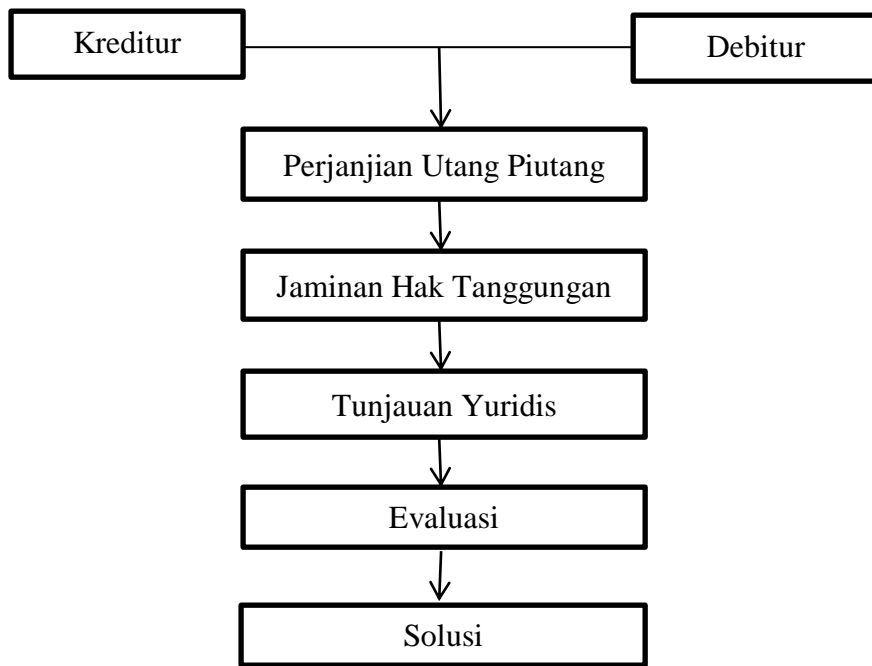 Kreditur
Debitur
Perjanjian Utang Piutang
Jaminan Hak Tanggungan
Tunjauan Yuridis
Evaluasi
Solusi